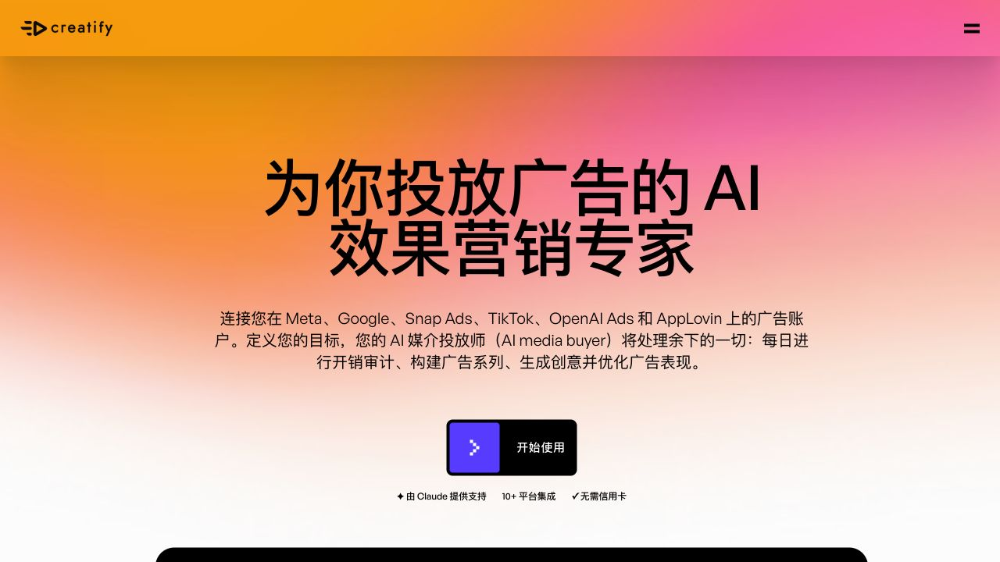 creatify
为你投放广告的 AI
效果营销专家
连接您在 Meta、Google、Snap Ads、TikTok、OpenAI Ads 和 AppLovin 上的广告账
户。定义您的目标，您的 AI 媒介投放师（AI media buyer）将处理余下的一切：每日进
行开销审计、构建广告系列、生成创意并优化广告表现。
开始使用
✦ 由 Claude 提供支持 10+ 平台集成 ✓无需信用卡